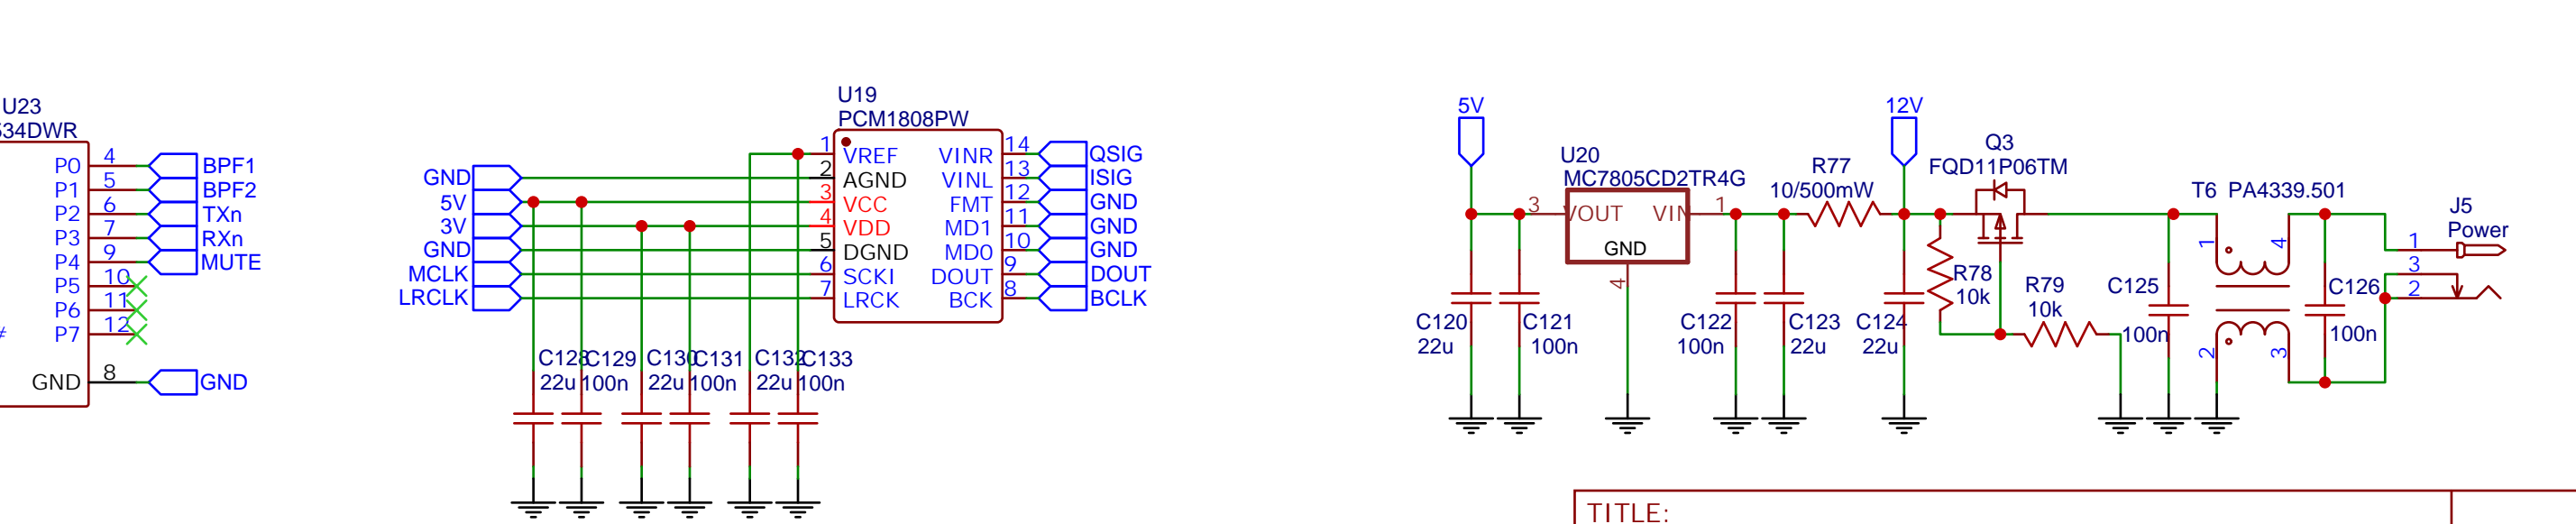 U23
34DWR
P0 4 BPF1
P1 5 BPF2
P2 6 TXn
P3 7 RXn
P4 9 MUTE
P5 10
P6 11
P7 12
GND 8 GND
U19
PCM1808PW
GND
5V
3V
GND
MCLK
LRCLK
1 VREF VINR 14 QSIG
2 AGND VINL 13 ISIG
3 VCC FMT 12 GND
4 VDD MD1 11 GND
5 DGND MD0 10 GND
6 SCKI DOUT 9 DOUT
7 LRCK BCK 8 BCLK
C128 C129 C130 C131 C132 C133
22u 100n 22u 100n 22u 100n
5V
U20
MC7805CD2TR4G
3 VOUT VIN 1
GND
4
R77
10/500mW
12V
Q3
FQD11P06TM
C120
22u
C121
100n
C122
100n
C123
22u
C124
22u
R78
10k
R79
10k
C125
100n
T6 PA4339.501
1 4
2 3
C126
100n
J5
Power
1
3
2
TITLE: